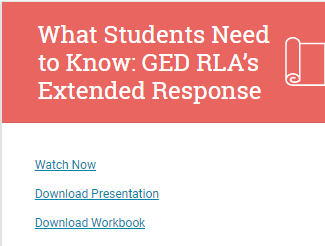 What Students Need
to Know: GED RLA's
Extended Response
Watch Now
Download Presentation
Download Workbook